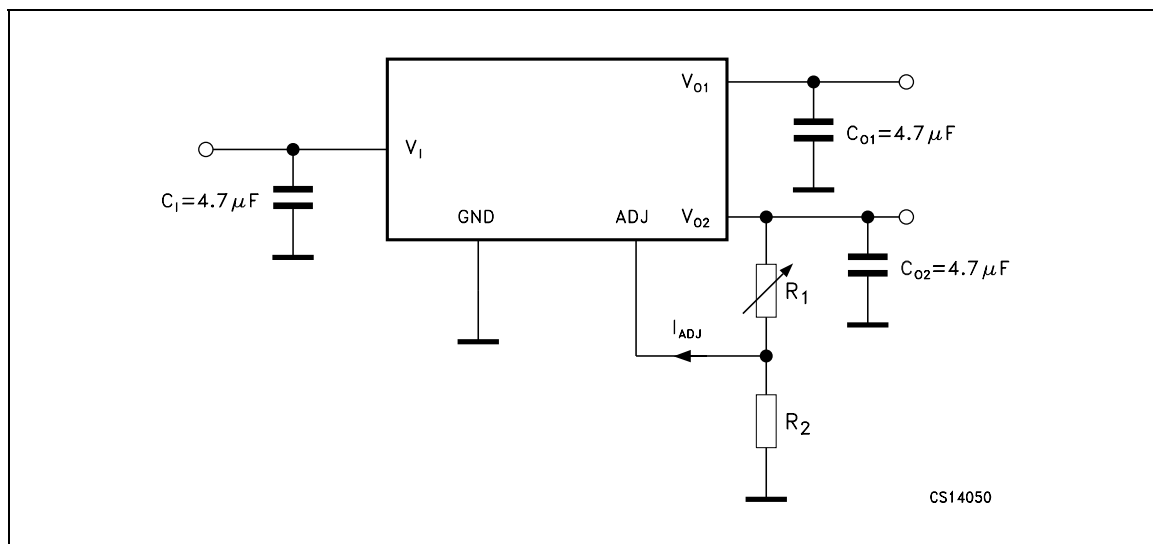 V_O1
C_O1=4.7μF
V_I
C_I=4.7μF
GND
ADJ
V_O2
C_O2=4.7μF
R_1
I_ADJ
R_2
CS14050